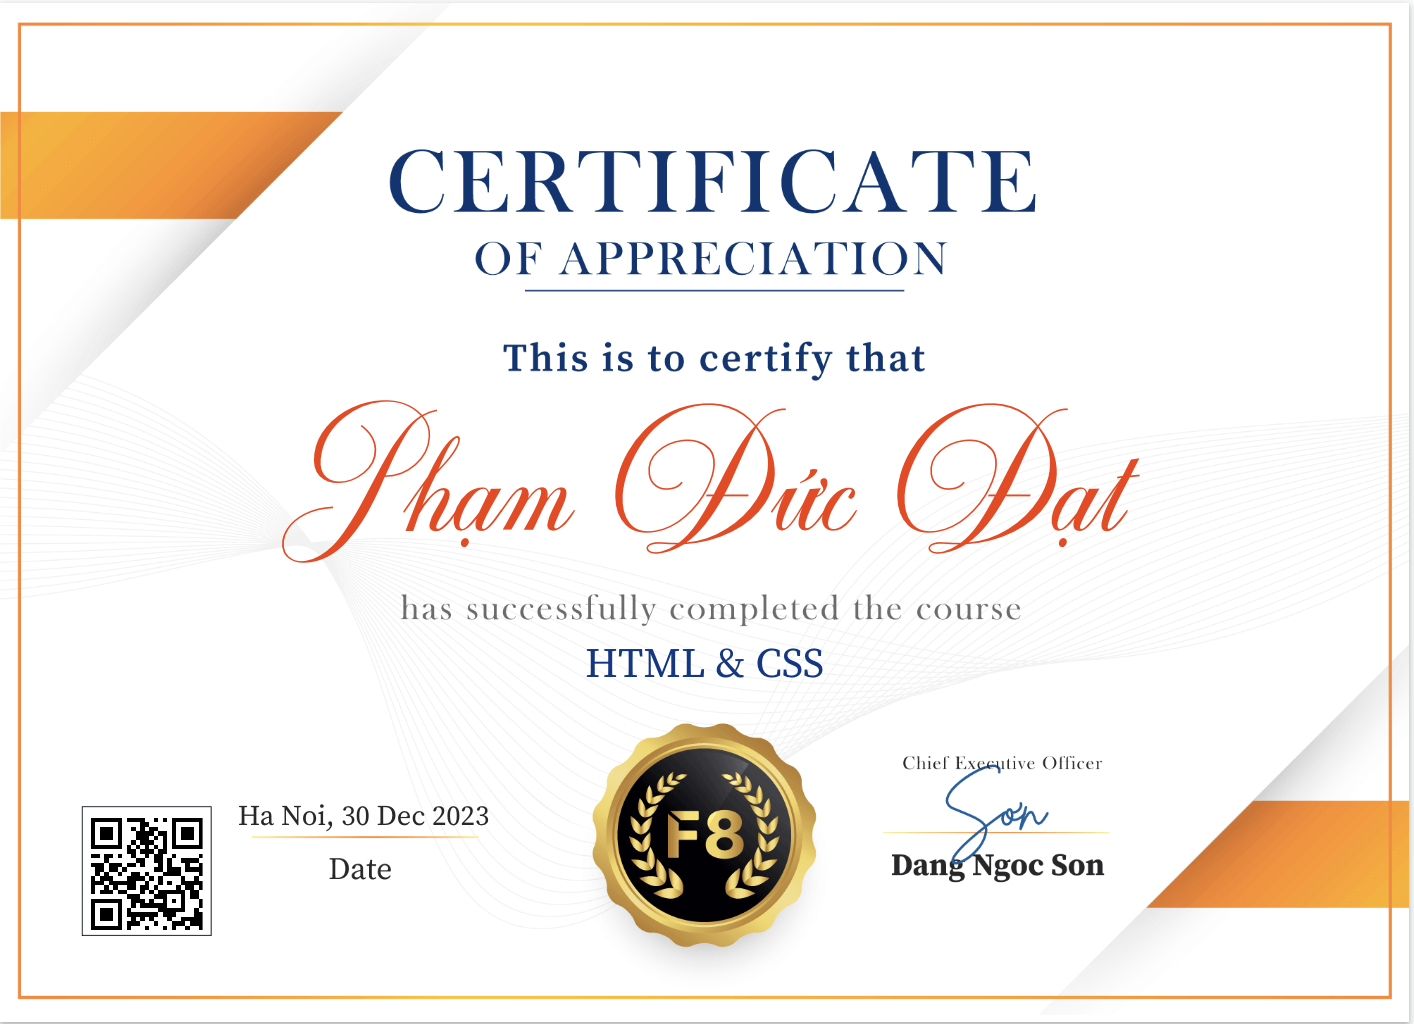 CERTIFICATE
OF APPRECIATION
This is to certify that
Phạm Đức Đạt
has successfully completed the course
HTML & CSS
Ha Noi, 30 Dec 2023
Date
F8
Chief Executive Officer
Son
Dang Ngoc Son